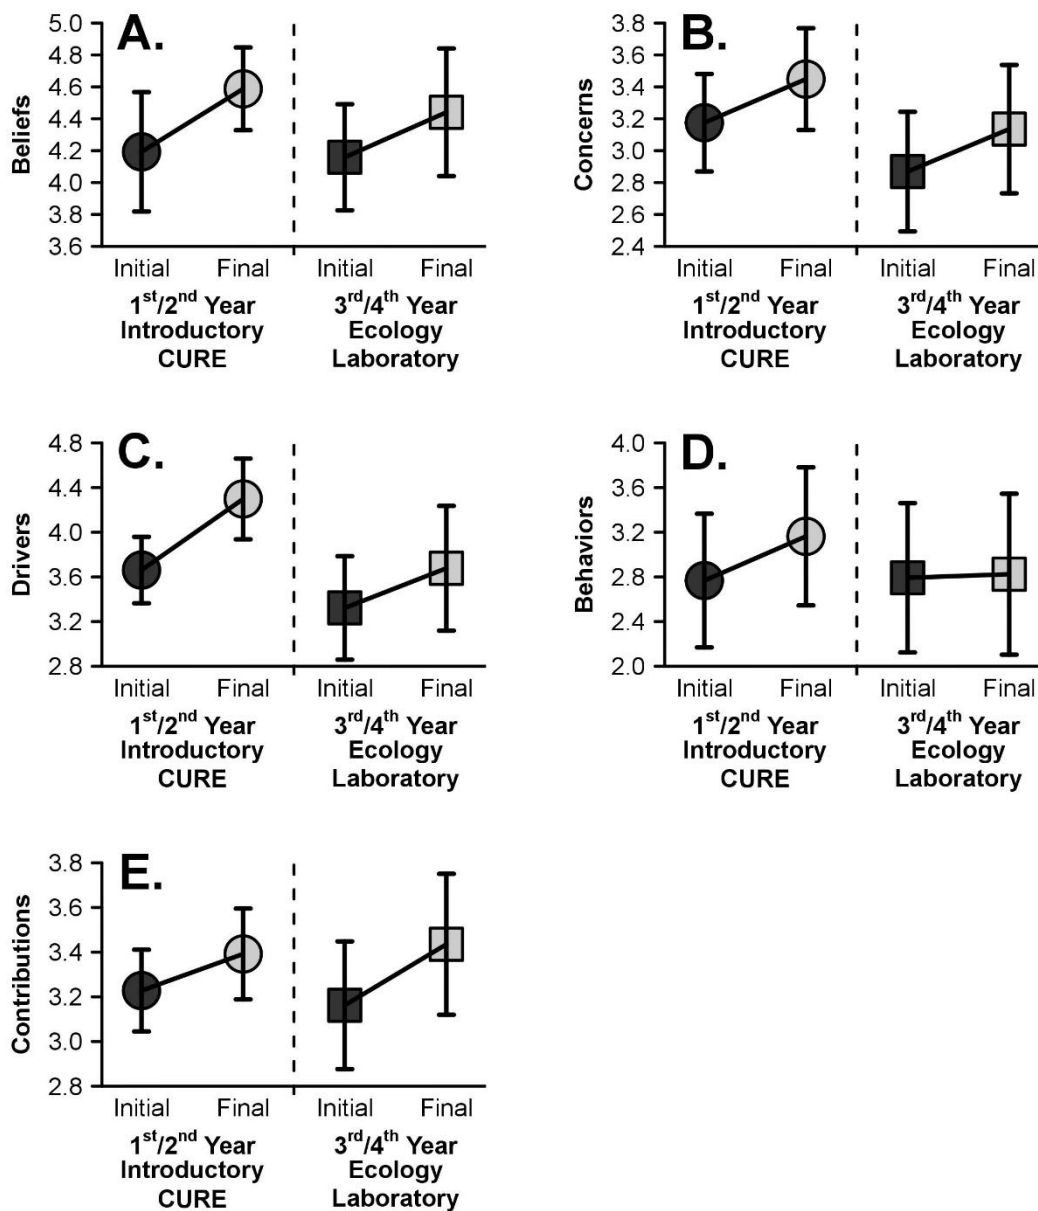 A.
Beliefs
5.0
4.8
4.6
4.4
4.2
4.0
3.8
3.6
Initial Final Initial Final
1st/2nd Year 3rd/4th Year
Introductory Ecology
CURE Laboratory
B.
Concerns
3.8
3.6
3.4
3.2
3.0
2.8
2.6
2.4
Initial Final Initial Final
1st/2nd Year 3rd/4th Year
Introductory Ecology
CURE Laboratory
C.
Drivers
4.8
4.4
4.0
3.6
3.2
2.8
Initial Final Initial Final
1st/2nd Year 3rd/4th Year
Introductory Ecology
CURE Laboratory
D.
Behaviors
4.0
3.6
3.2
2.8
2.4
2.0
Initial Final Initial Final
1st/2nd Year 3rd/4th Year
Introductory Ecology
CURE Laboratory
E.
Contributions
3.8
3.6
3.4
3.2
3.0
2.8
Initial Final Initial Final
1st/2nd Year 3rd/4th Year
Introductory Ecology
CURE Laboratory